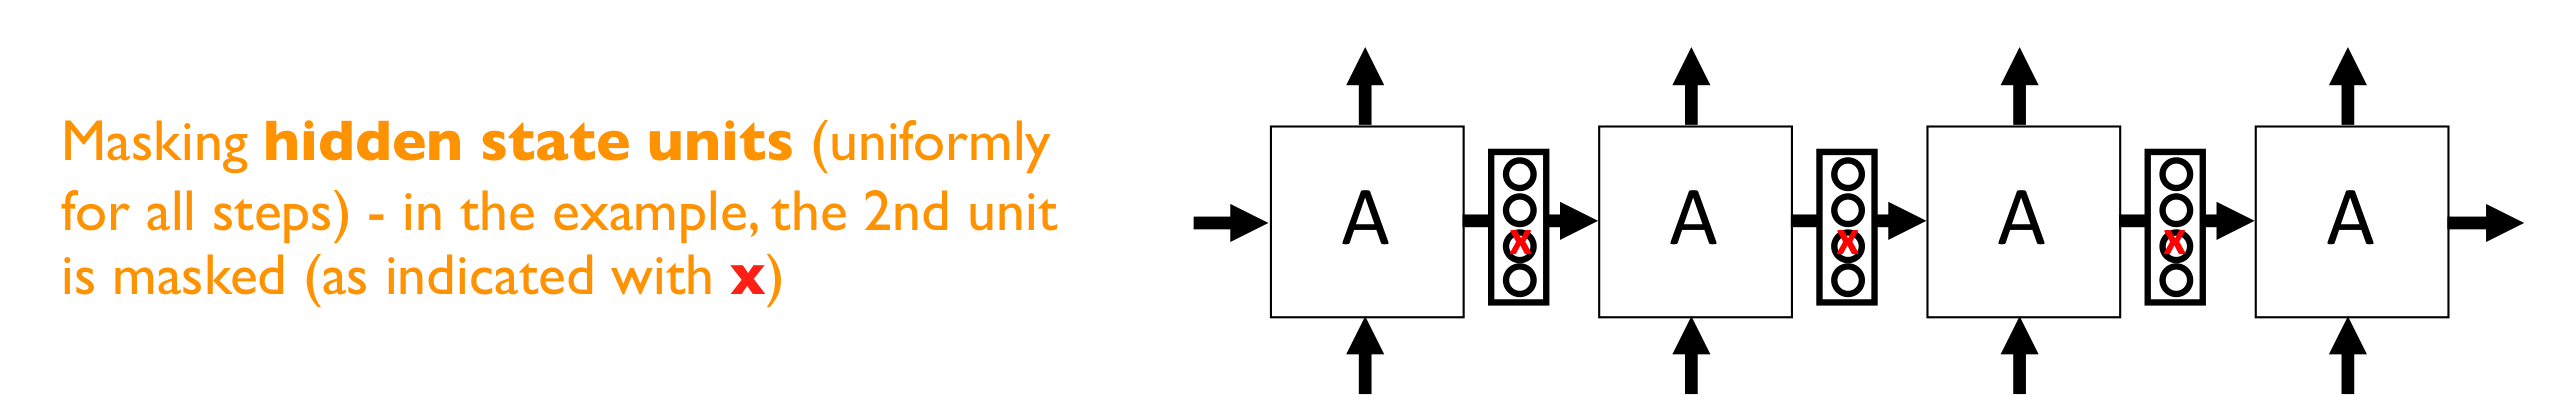 Masking hidden state units (uniformly
for all steps) - in the example, the 2nd unit
is masked (as indicated with x)
A A A A
x x x